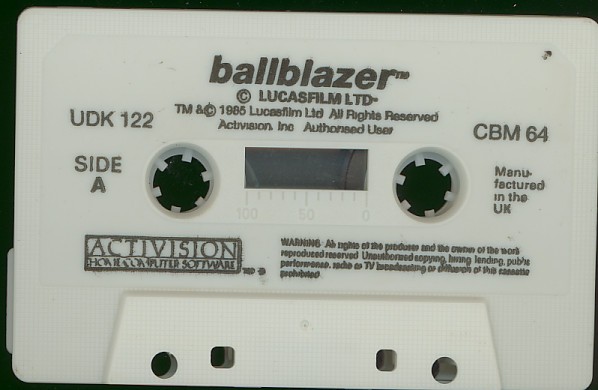 ballblazer™
© LUCASFILM LTD
TM & © 1985 Lucasfilm Ltd All Rights Reserved
Activision, Inc Authorised User
UDK 122
CBM 64
SIDE
A
Manu-
factured
in the
UK
100 50 0
ACTIVISION
HOME COMPUTER SOFTWARE
WARNING All rights of the producer and the owner of the work
reproduced reserved Unauthorised copying, hiring, lending, public
performance, radio or TV broadcasting or diffusion of this cassette
prohibited